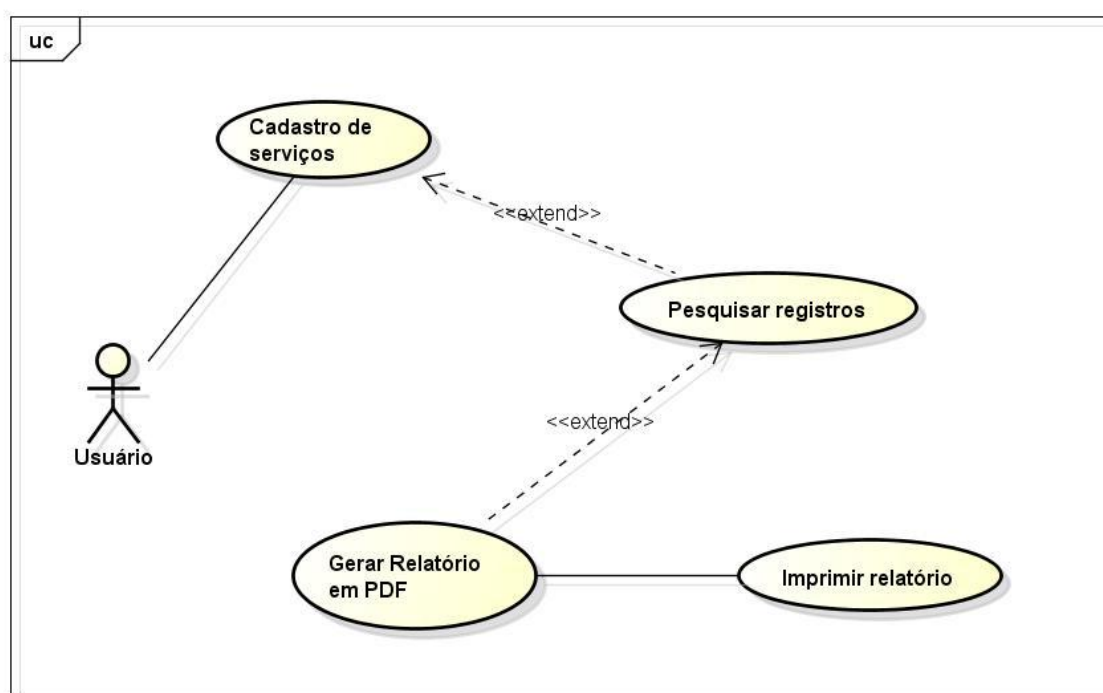 uc
Cadastro de
serviços
<<extend>>
Pesquisar registros
<<extend>>
Usuário
Gerar Relatório
em PDF
Imprimir relatório